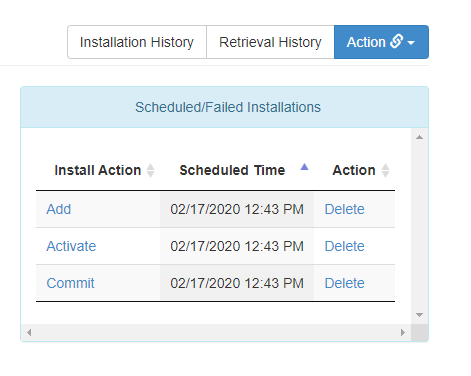 Installation History Retrieval History Action
Scheduled/Failed Installations
Install Action Scheduled Time Action
Add 02/17/2020 12:43 PM Delete
Activate 02/17/2020 12:43 PM Delete
Commit 02/17/2020 12:43 PM Delete